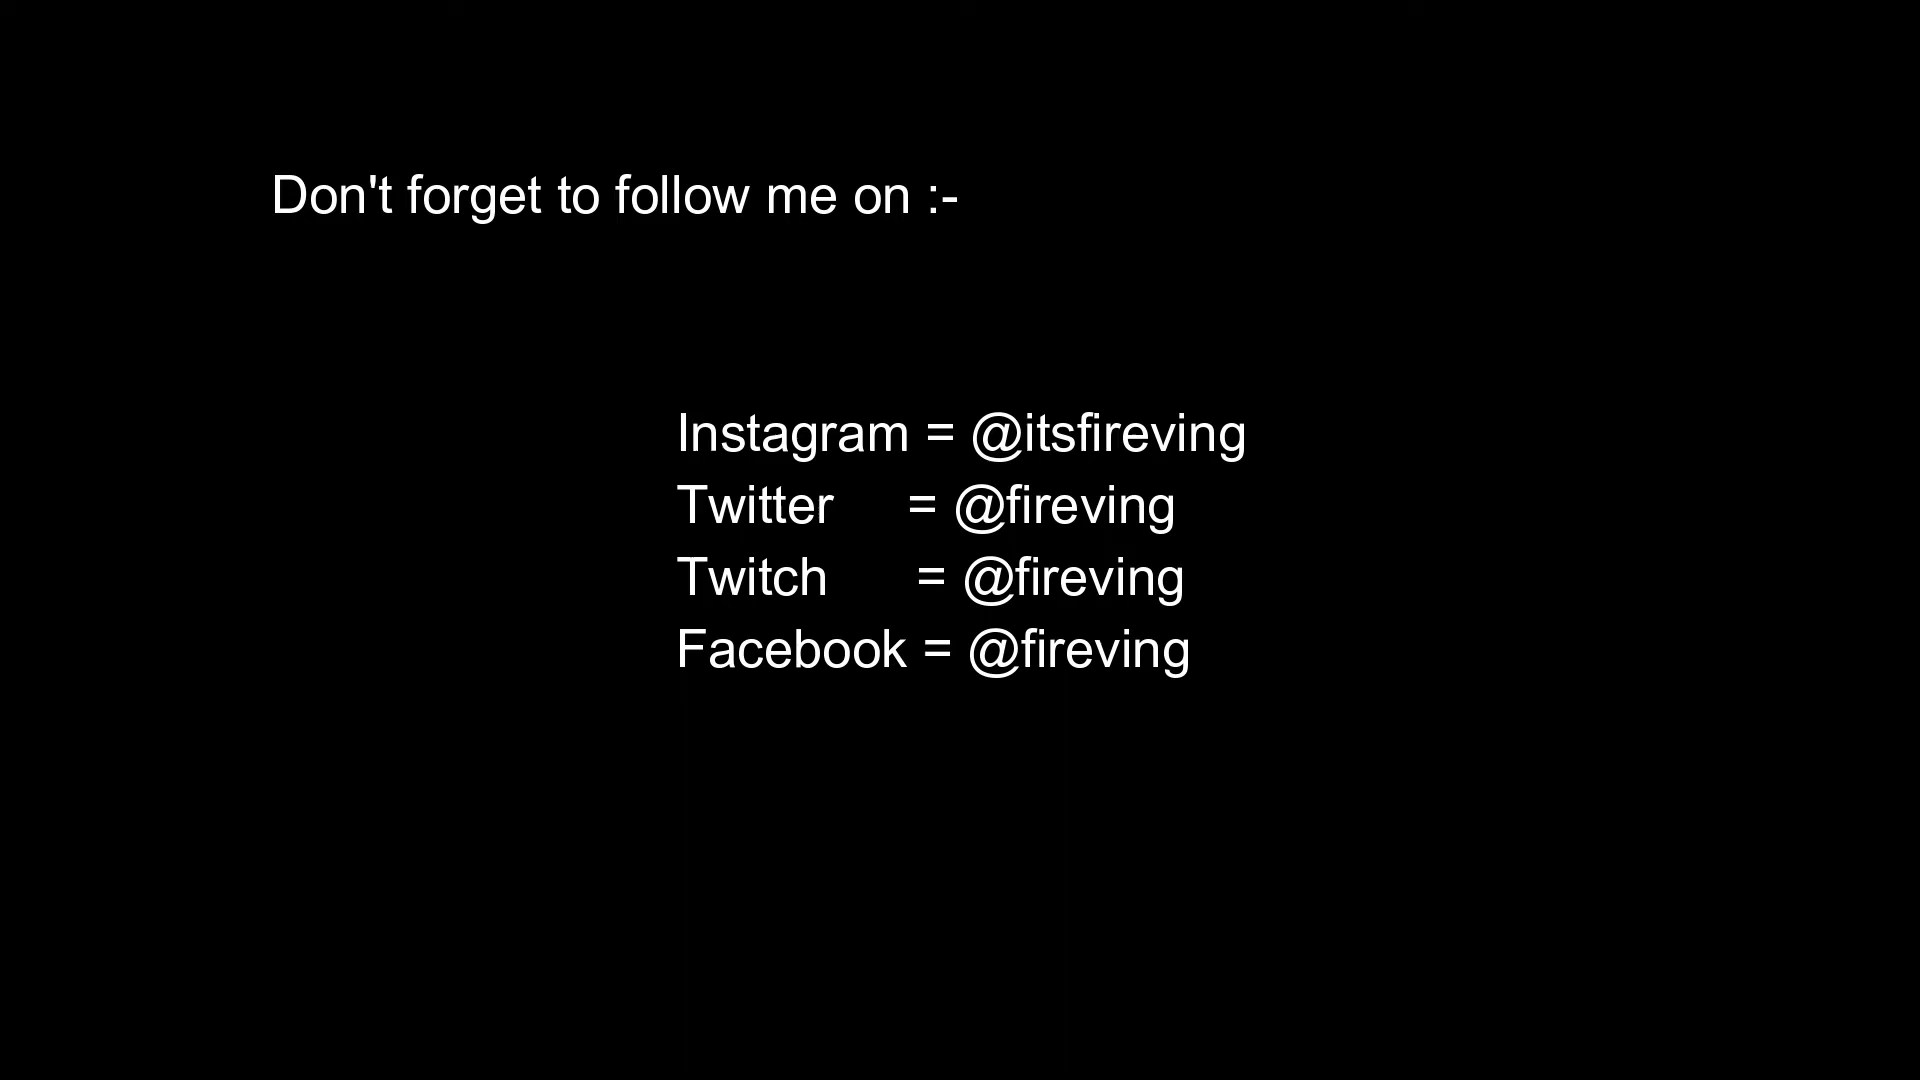 Don't forget to follow me on :-
Instagram = @itsfireving
Twitter = @fireving
Twitch = @fireving
Facebook = @fireving